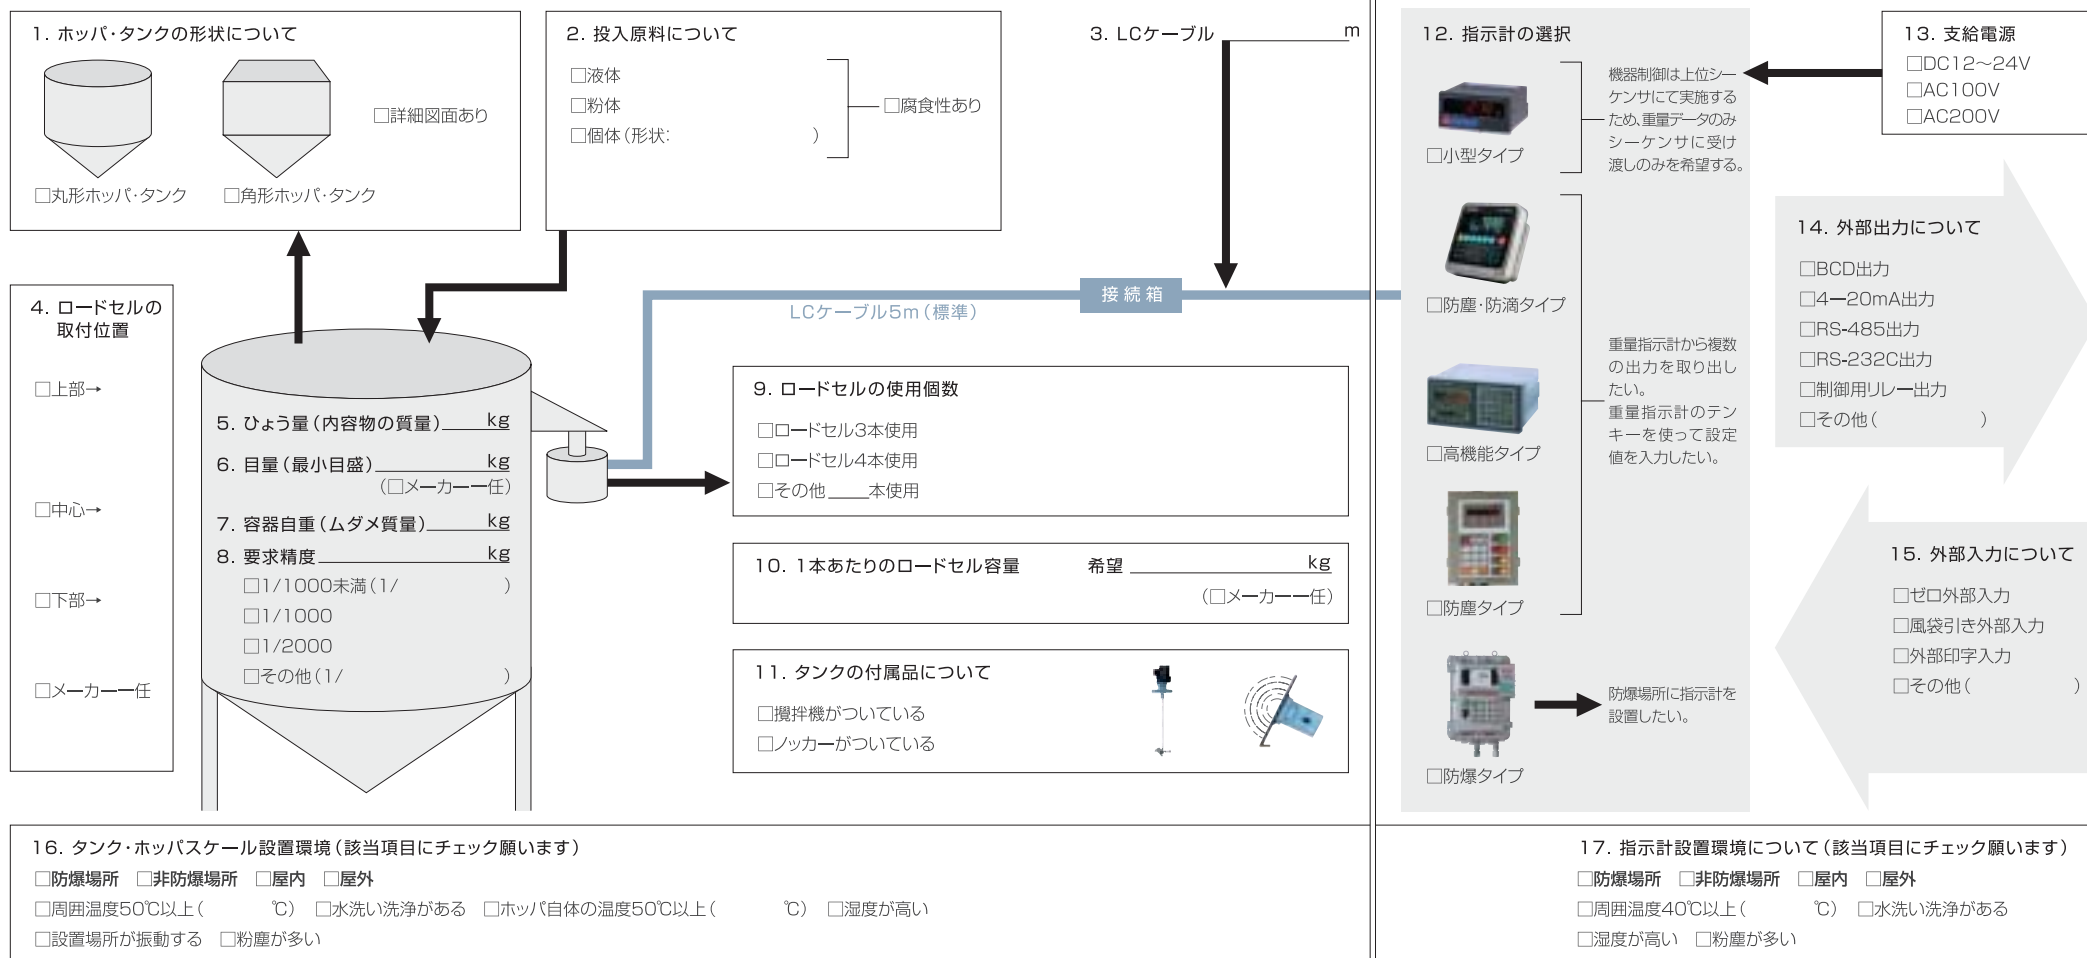 1. ホッパ・タンクの形状について
□詳細図面あり
□丸形ホッパ・タンク　□角形ホッパ・タンク
2. 投入原料について
□液体
□粉体
□個体（形状:　　　　）
□腐食性あり
3. LCケーブル　　　　m
4. ロードセルの
取付位置
□上部→
□中心→
□下部→
□メーカー一任
LCケーブル5m（標準）
接続箱
5. ひょう量（内容物の質量）　　　kg
6. 目量（最小目盛）　　　kg
（□メーカー一任）
7. 容器自重（ムダメ質量）　　　kg
8. 要求精度　　　kg
□1/1000未満（1/　　　　）
□1/1000
□1/2000
□その他（1/　　　　）
9. ロードセルの使用個数
□ロードセル3本使用
□ロードセル4本使用
□その他____本使用
10. 1本あたりのロードセル容量　　希望　　　　kg
（□メーカー一任）
11. タンクの付属品について
□攪拌機がついている
□ノッカーがついている
12. 指示計の選択
□小型タイプ
機器制御は上位シー
ケンサにて実施する
ため、重量データのみ
シーケンサに受け
渡しのみを希望する。
□防塵・防滴タイプ
□高機能タイプ
□防塵タイプ
重量指示計から複数
の出力を取り出し
たい。
重量指示計のテン
キーを使って設定
値を入力したい。
□防爆タイプ
防爆場所に指示計を
設置したい。
13. 支給電源
□DC12～24V
□AC100V
□AC200V
14. 外部出力について
□BCD出力
□4ー20mA出力
□RS-485出力
□RS-232C出力
□制御用リレー出力
□その他（　　　　）
15. 外部入力について
□ゼロ外部入力
□風袋引き外部入力
□外部印字入力
□その他（　　　　）
16. タンク・ホッパスケール設置環境（該当項目にチェック願います）
□防爆場所　□非防爆場所　□屋内　□屋外
□周囲温度50℃以上（　　　℃）　□水洗い洗浄がある　□ホッパ自体の温度50℃以上（　　　℃）　□湿度が高い
□設置場所が振動する　□粉塵が多い
17. 指示計設置環境について（該当項目にチェック願います）
□防爆場所　□非防爆場所　□屋内　□屋外
□周囲温度40℃以上（　　　℃）　□水洗い洗浄がある
□湿度が高い　□粉塵が多い